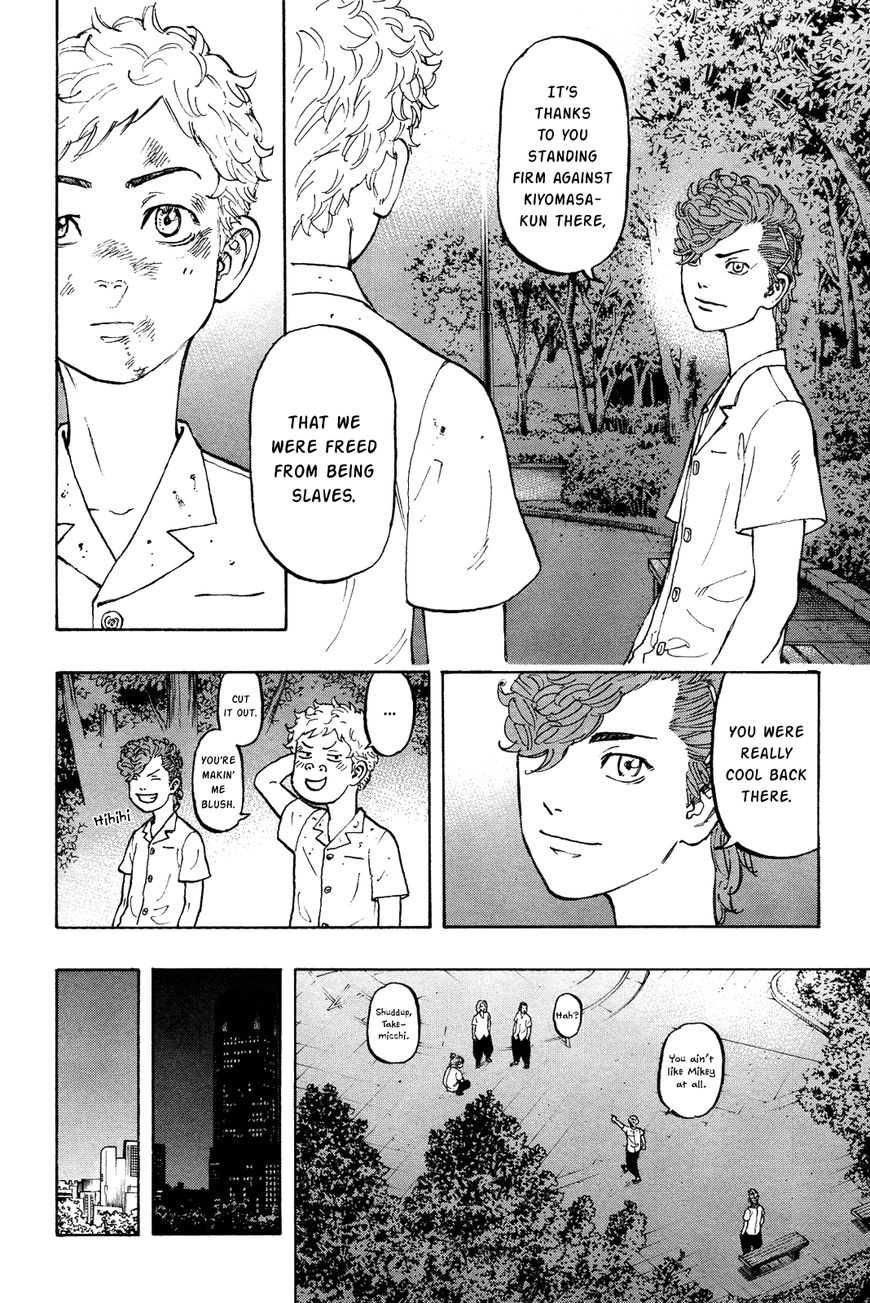 IT'S
THANKS
TO YOU
STANDING
FIRM AGAINST
KIYOMASA-
KUN THERE,
THAT WE
WERE FREED
FROM BEING
SLAVES.
YOU WERE
REALLY
COOL BACK
THERE.
...
CUT
IT OUT.
YOU'RE
MAKIN'
ME
BLUSH.
Hihihi
Shuddup,
Take-
micchi.
Hah?
You ain't
like Mikey
at all.